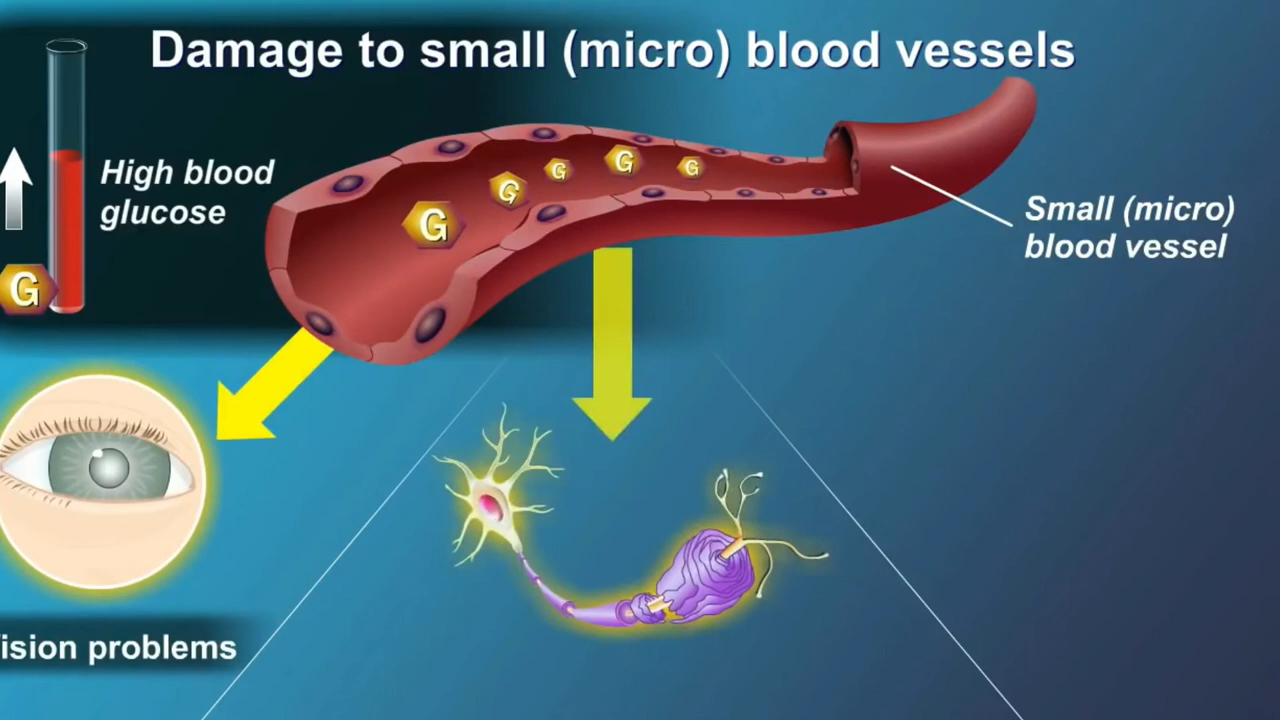 Damage to small (micro) blood vessels
High blood
glucose
G
G
G
G
G
G
Small (micro)
blood vessel
ision problems